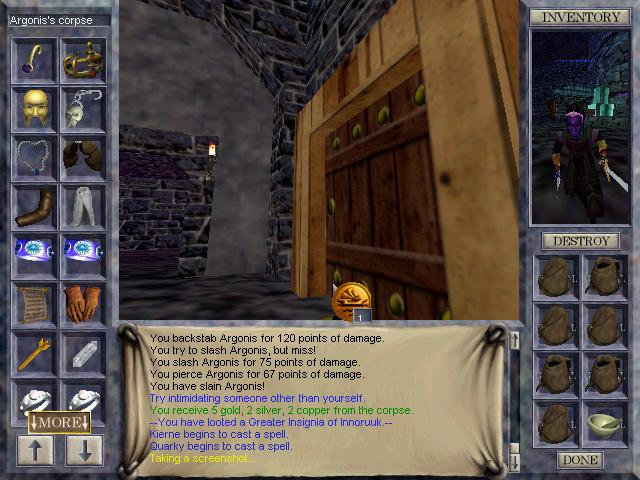 Argonis's corpse
INVENTORY
DESTROY
1
You backstab Argonis for 120 points of damage.
You try to slash Argonis, but miss!
You slash Argonis for 75 points of damage.
You pierce Argonis for 67 points of damage.
You have slain Argonis!
Try intimidating someone other than yourself.
You receive 5 gold, 2 silver, 2 copper from the corpse.
--You have looted a Greater Insignia of Innoruuk.--
Kierne begins to cast a spell.
Quarky begins to cast a spell.
Taking a screenshot...
MORE
DONE